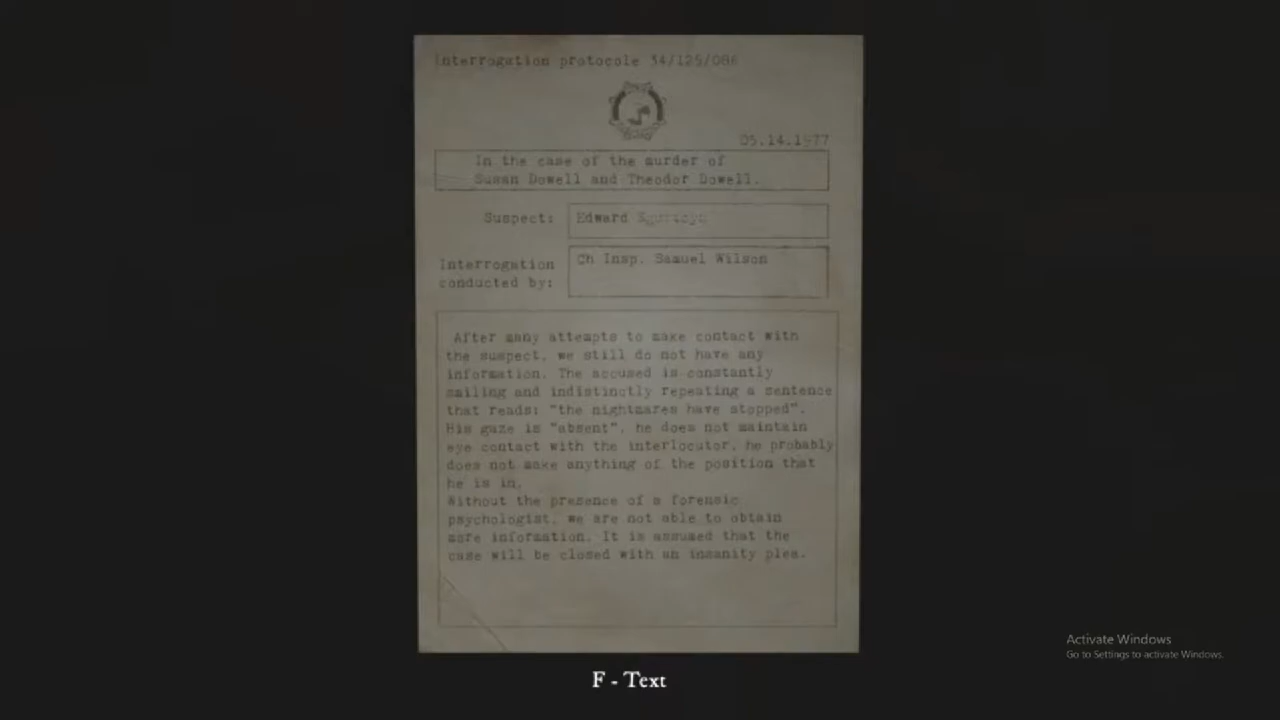 Interrogation protocole 34/125/086
05.14.1977
In the case of the murder of
Susan Dowell and Theodor Dowell.
Suspect: Edward
Interrogation
conducted by:
Ch Insp. Samuel Wilson
After many attempts to make contact with
the suspect, we still do not have any
information. The accused is constantly
smiling and indistinctly repeating a sentence
that reads: "the nightmares have stopped".
His gaze is "absent", he does not maintain
eye contact with the interlocutor, he probably
does not make anything of the position that
he is in.
Without the presence of a forensic
psychologist, we are not able to obtain
more information. It is assumed that the
case will be closed with an insanity plea.
Activate Windows
Go to Settings to activate Windows.
F - Text